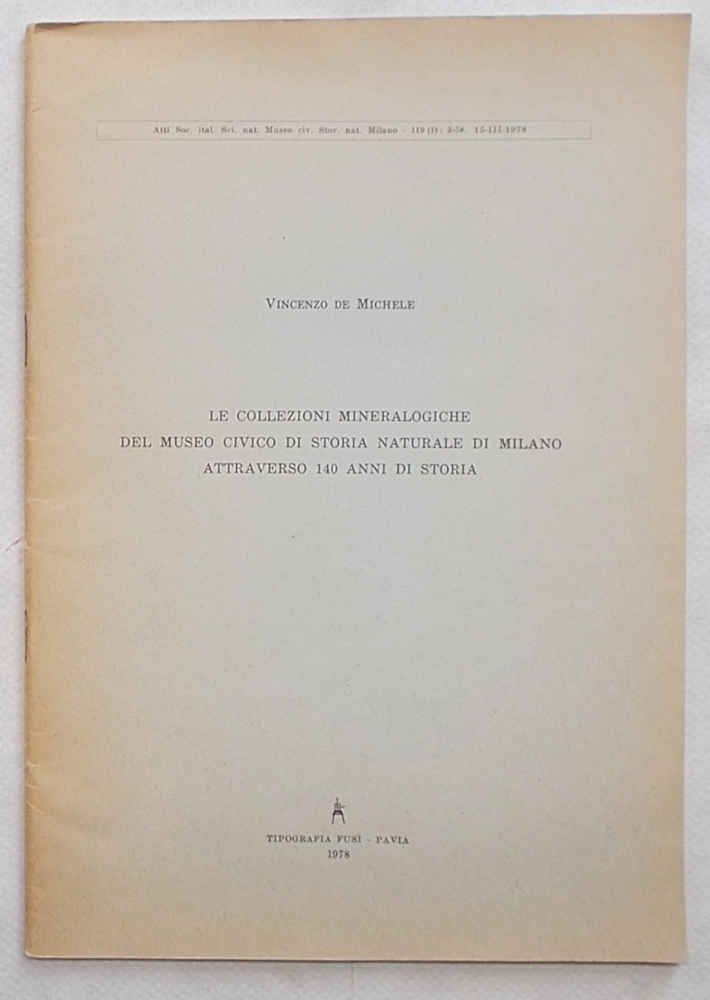 Atti Soc. ital. Sci. nat. Museo civ. Stor. nat. Milano - 119 (1): 3-58. 15-III-1978
VINCENZO DE MICHELE
LE COLLEZIONI MINERALOGICHE
DEL MUSEO CIVICO DI STORIA NATURALE DI MILANO
ATTRAVERSO 140 ANNI DI STORIA
TIPOGRAFIA FUSI - PAVIA
1978